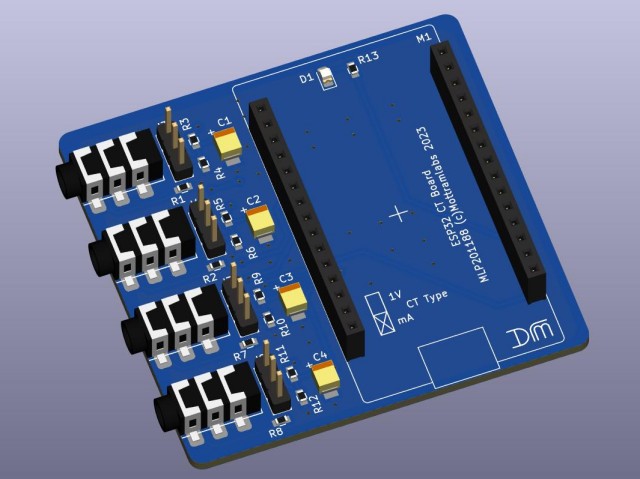 M1
R13
D1
C1
R3
R4
R1
C2
R5
R6
R2
C3
R9
R10
R7
C4
R11
R12
R8
ESP32 CT Board
MLP201188 (c)Mottramlabs 2023
1V
CT Type
mA
DM